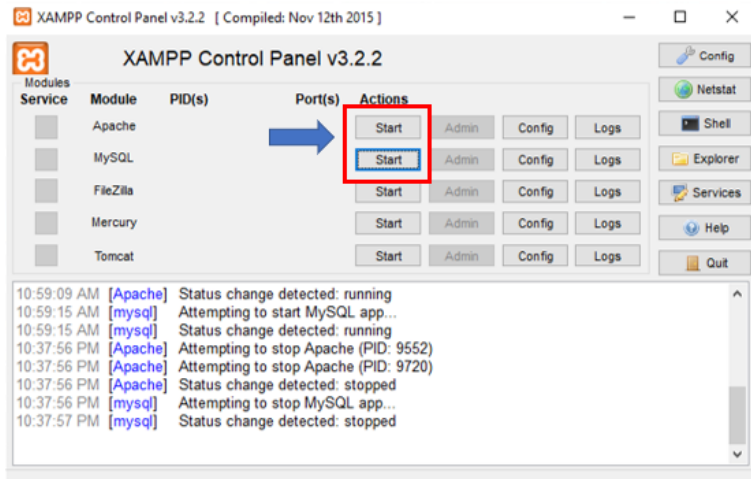 XAMPP Control Panel v3.2.2 [ Compiled: Nov 12th 2015 ]
XAMPP Control Panel v3.2.2
Config
Modules
Service Module PID(s) Port(s) Actions
Netstat
Apache Start Admin Config Logs
Shell
MySQL Start Admin Config Logs
Explorer
FileZilla Start Admin Config Logs
Services
Mercury Start Admin Config Logs
Help
Tomcat Start Admin Config Logs
Quit
10:59:09 AM [Apache] Status change detected: running
10:59:15 AM [mysql] Attempting to start MySQL app...
10:59:15 AM [mysql] Status change detected: running
10:37:56 PM [Apache] Attempting to stop Apache (PID: 9552)
10:37:56 PM [Apache] Attempting to stop Apache (PID: 9720)
10:37:56 PM [Apache] Status change detected: stopped
10:37:56 PM [mysql] Attempting to stop MySQL app...
10:37:57 PM [mysql] Status change detected: stopped